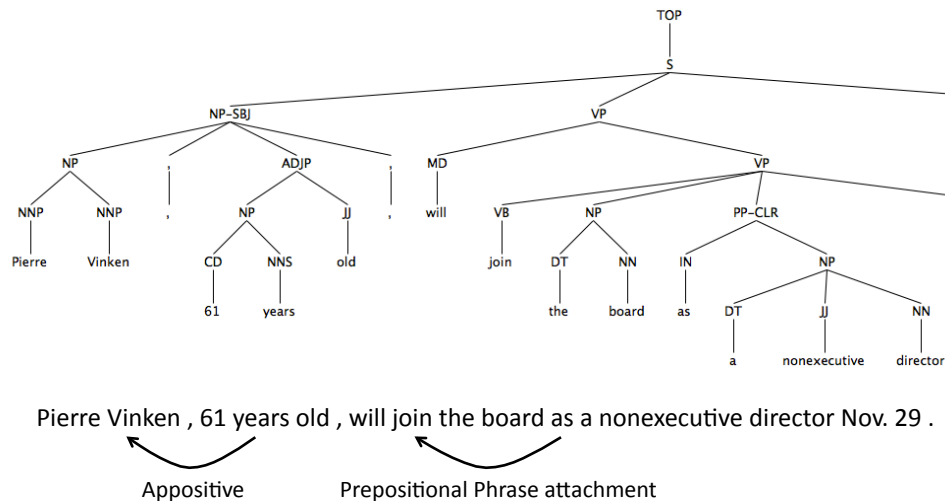 TOP
S
NP-SBJ VP
NP , ADJP , MD VP
NNP NNP , NP JJ , will VB NP PP-CLR
Pierre Vinken CD NNS old join DT NN IN NP
61 years the board as DT JJ NN
a nonexecutive director
Pierre Vinken , 61 years old , will join the board as a nonexecutive director Nov. 29 .
Appositive Prepositional Phrase attachment